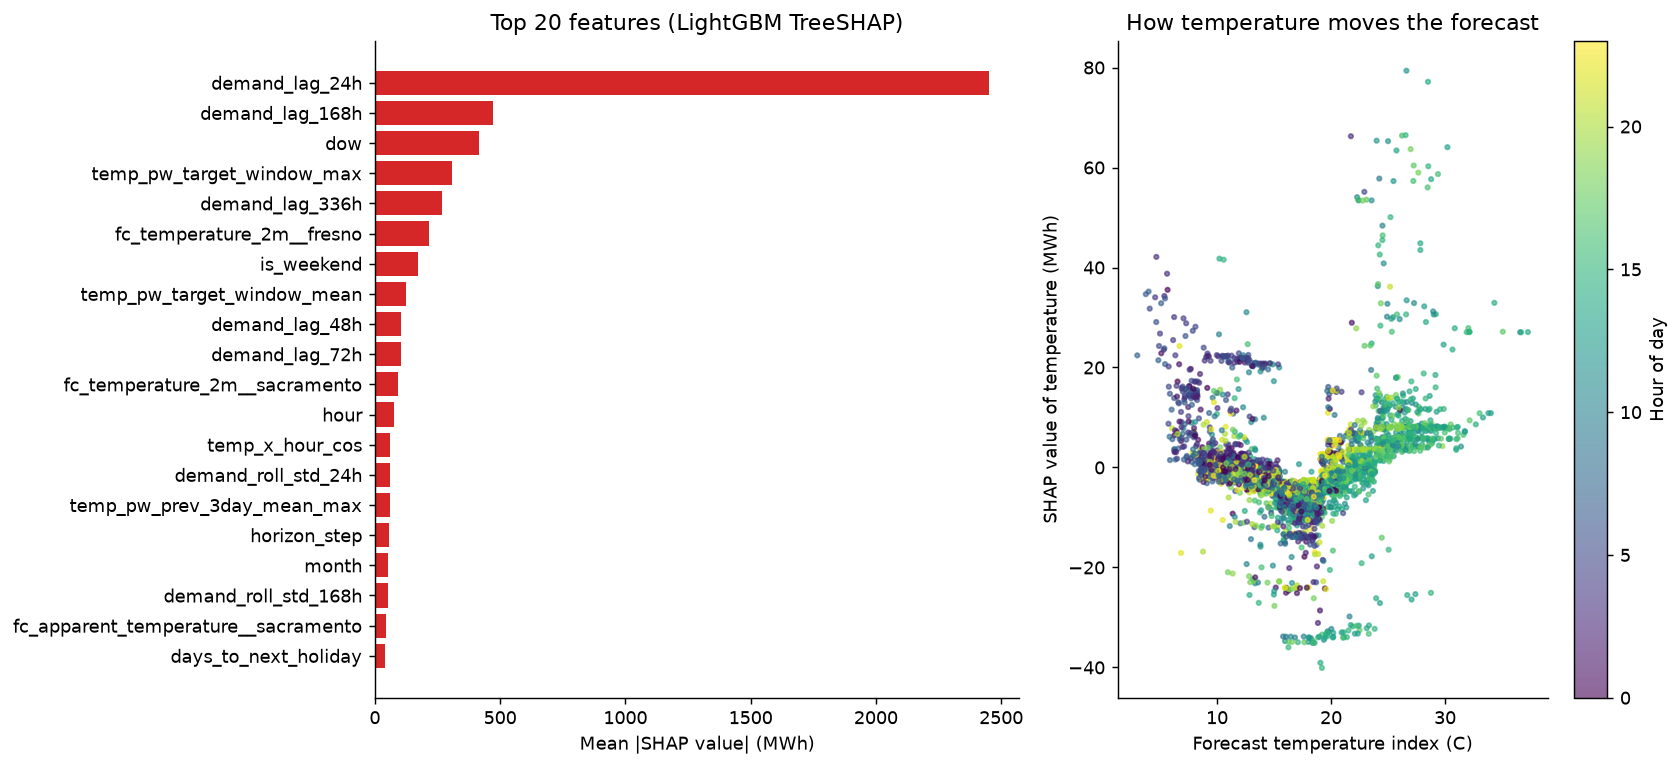 Top 20 features (LightGBM TreeSHAP)
demand_lag_24h
demand_lag_168h
dow
temp_pw_target_window_max
demand_lag_336h
fc_temperature_2m__fresno
is_weekend
temp_pw_target_window_mean
demand_lag_48h
demand_lag_72h
fc_temperature_2m__sacramento
hour
temp_x_hour_cos
demand_roll_std_24h
temp_pw_prev_3day_mean_max
horizon_step
month
demand_roll_std_168h
fc_apparent_temperature__sacramento
days_to_next_holiday
0 500 1000 1500 2000 2500
Mean |SHAP value| (MWh)
How temperature moves the forecast
SHAP value of temperature (MWh)
80
60
40
20
0
−20
−40
10 20 30
Forecast temperature index (C)
20
15
10
5
0
Hour of day